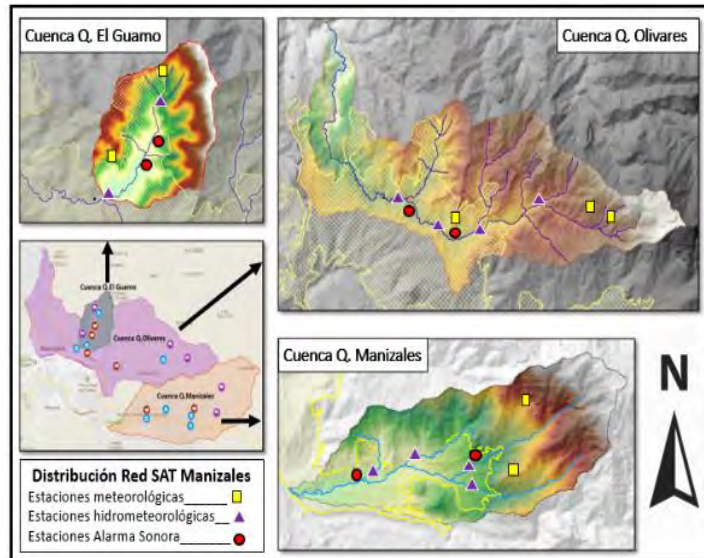 Cuenca Q. El Guamo
Cuenca Q. Olivares
Cuenca Q. El Guamo
Cuenca Q. Olivares
Cuenca Q. Manizales
Cuenca Q. Manizales
N
Distribución Red SAT Manizales
Estaciones meteorológicas
Estaciones hidrometeorológicas
Estaciones Alarma Sonora